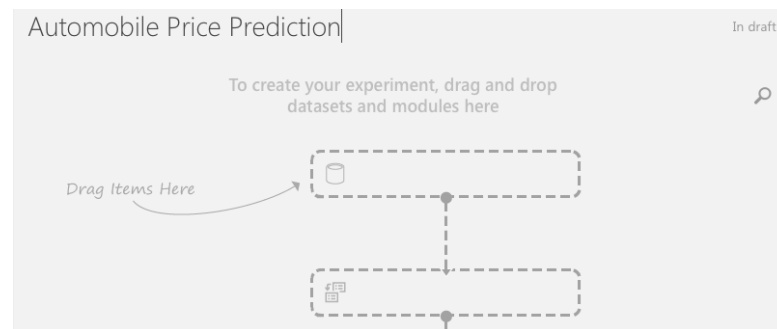 Automobile Price Prediction
In draft
To create your experiment, drag and drop
datasets and modules here
Drag Items Here